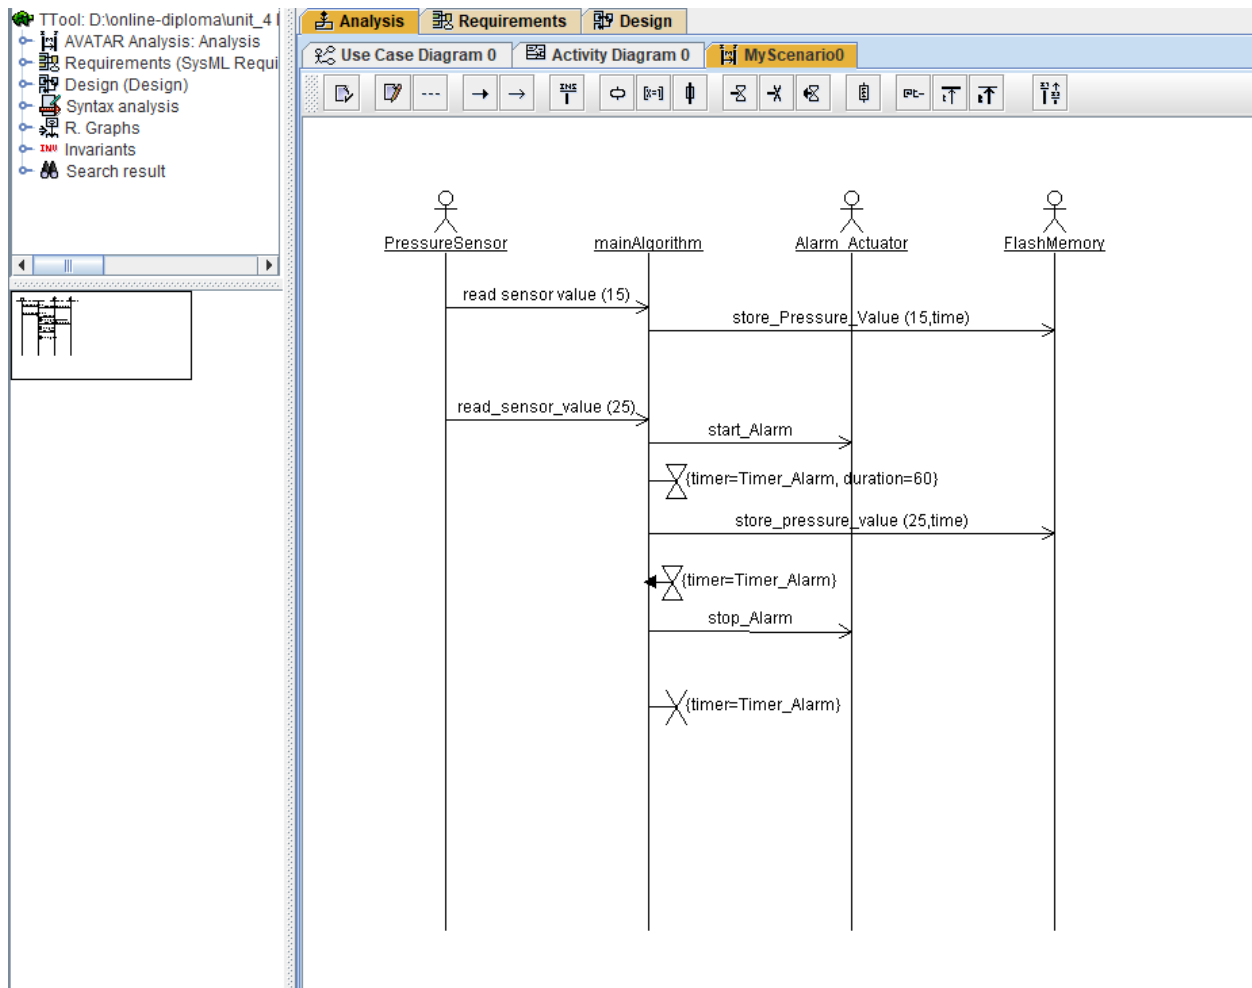 TTool: D:\online-diploma\unit_4
AVATAR Analysis: Analysis
Requirements (SysML Requi
Design (Design)
Syntax analysis
R. Graphs
INV Invariants
Search result
Analysis Requirements Design
Use Case Diagram 0 Activity Diagram 0 MyScenario0
PressureSensor mainAlgorithm Alarm_Actuator FlashMemory
read sensor value (15)
store_Pressure_Value (15,time)
read_sensor_value (25)
start_Alarm
{timer=Timer_Alarm, duration=60}
store_pressure_value (25,time)
{timer=Timer_Alarm}
stop_Alarm
{timer=Timer_Alarm}